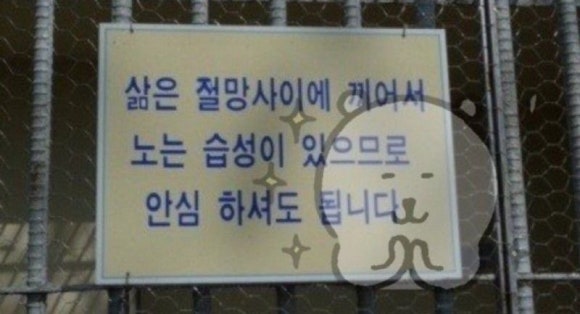 삶은 절망사이에 께어서
노는 습성이 있으므로
안심 하셔도 됩니다